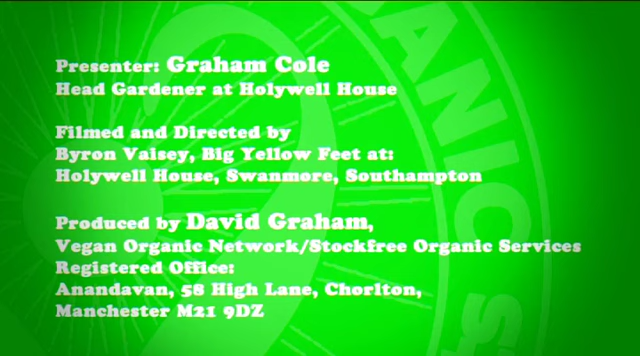 Presenter: Graham Cole
Head Gardener at Holywell House
Filmed and Directed by
Byron Vaisey, Big Yellow Feet at:
Holywell House, Swanmore, Southampton
Produced by David Graham,
Vegan Organic Network/Stockfree Organic Services
Registered Office:
Anandavan, 58 High Lane, Chorlton,
Manchester M21 9DZ